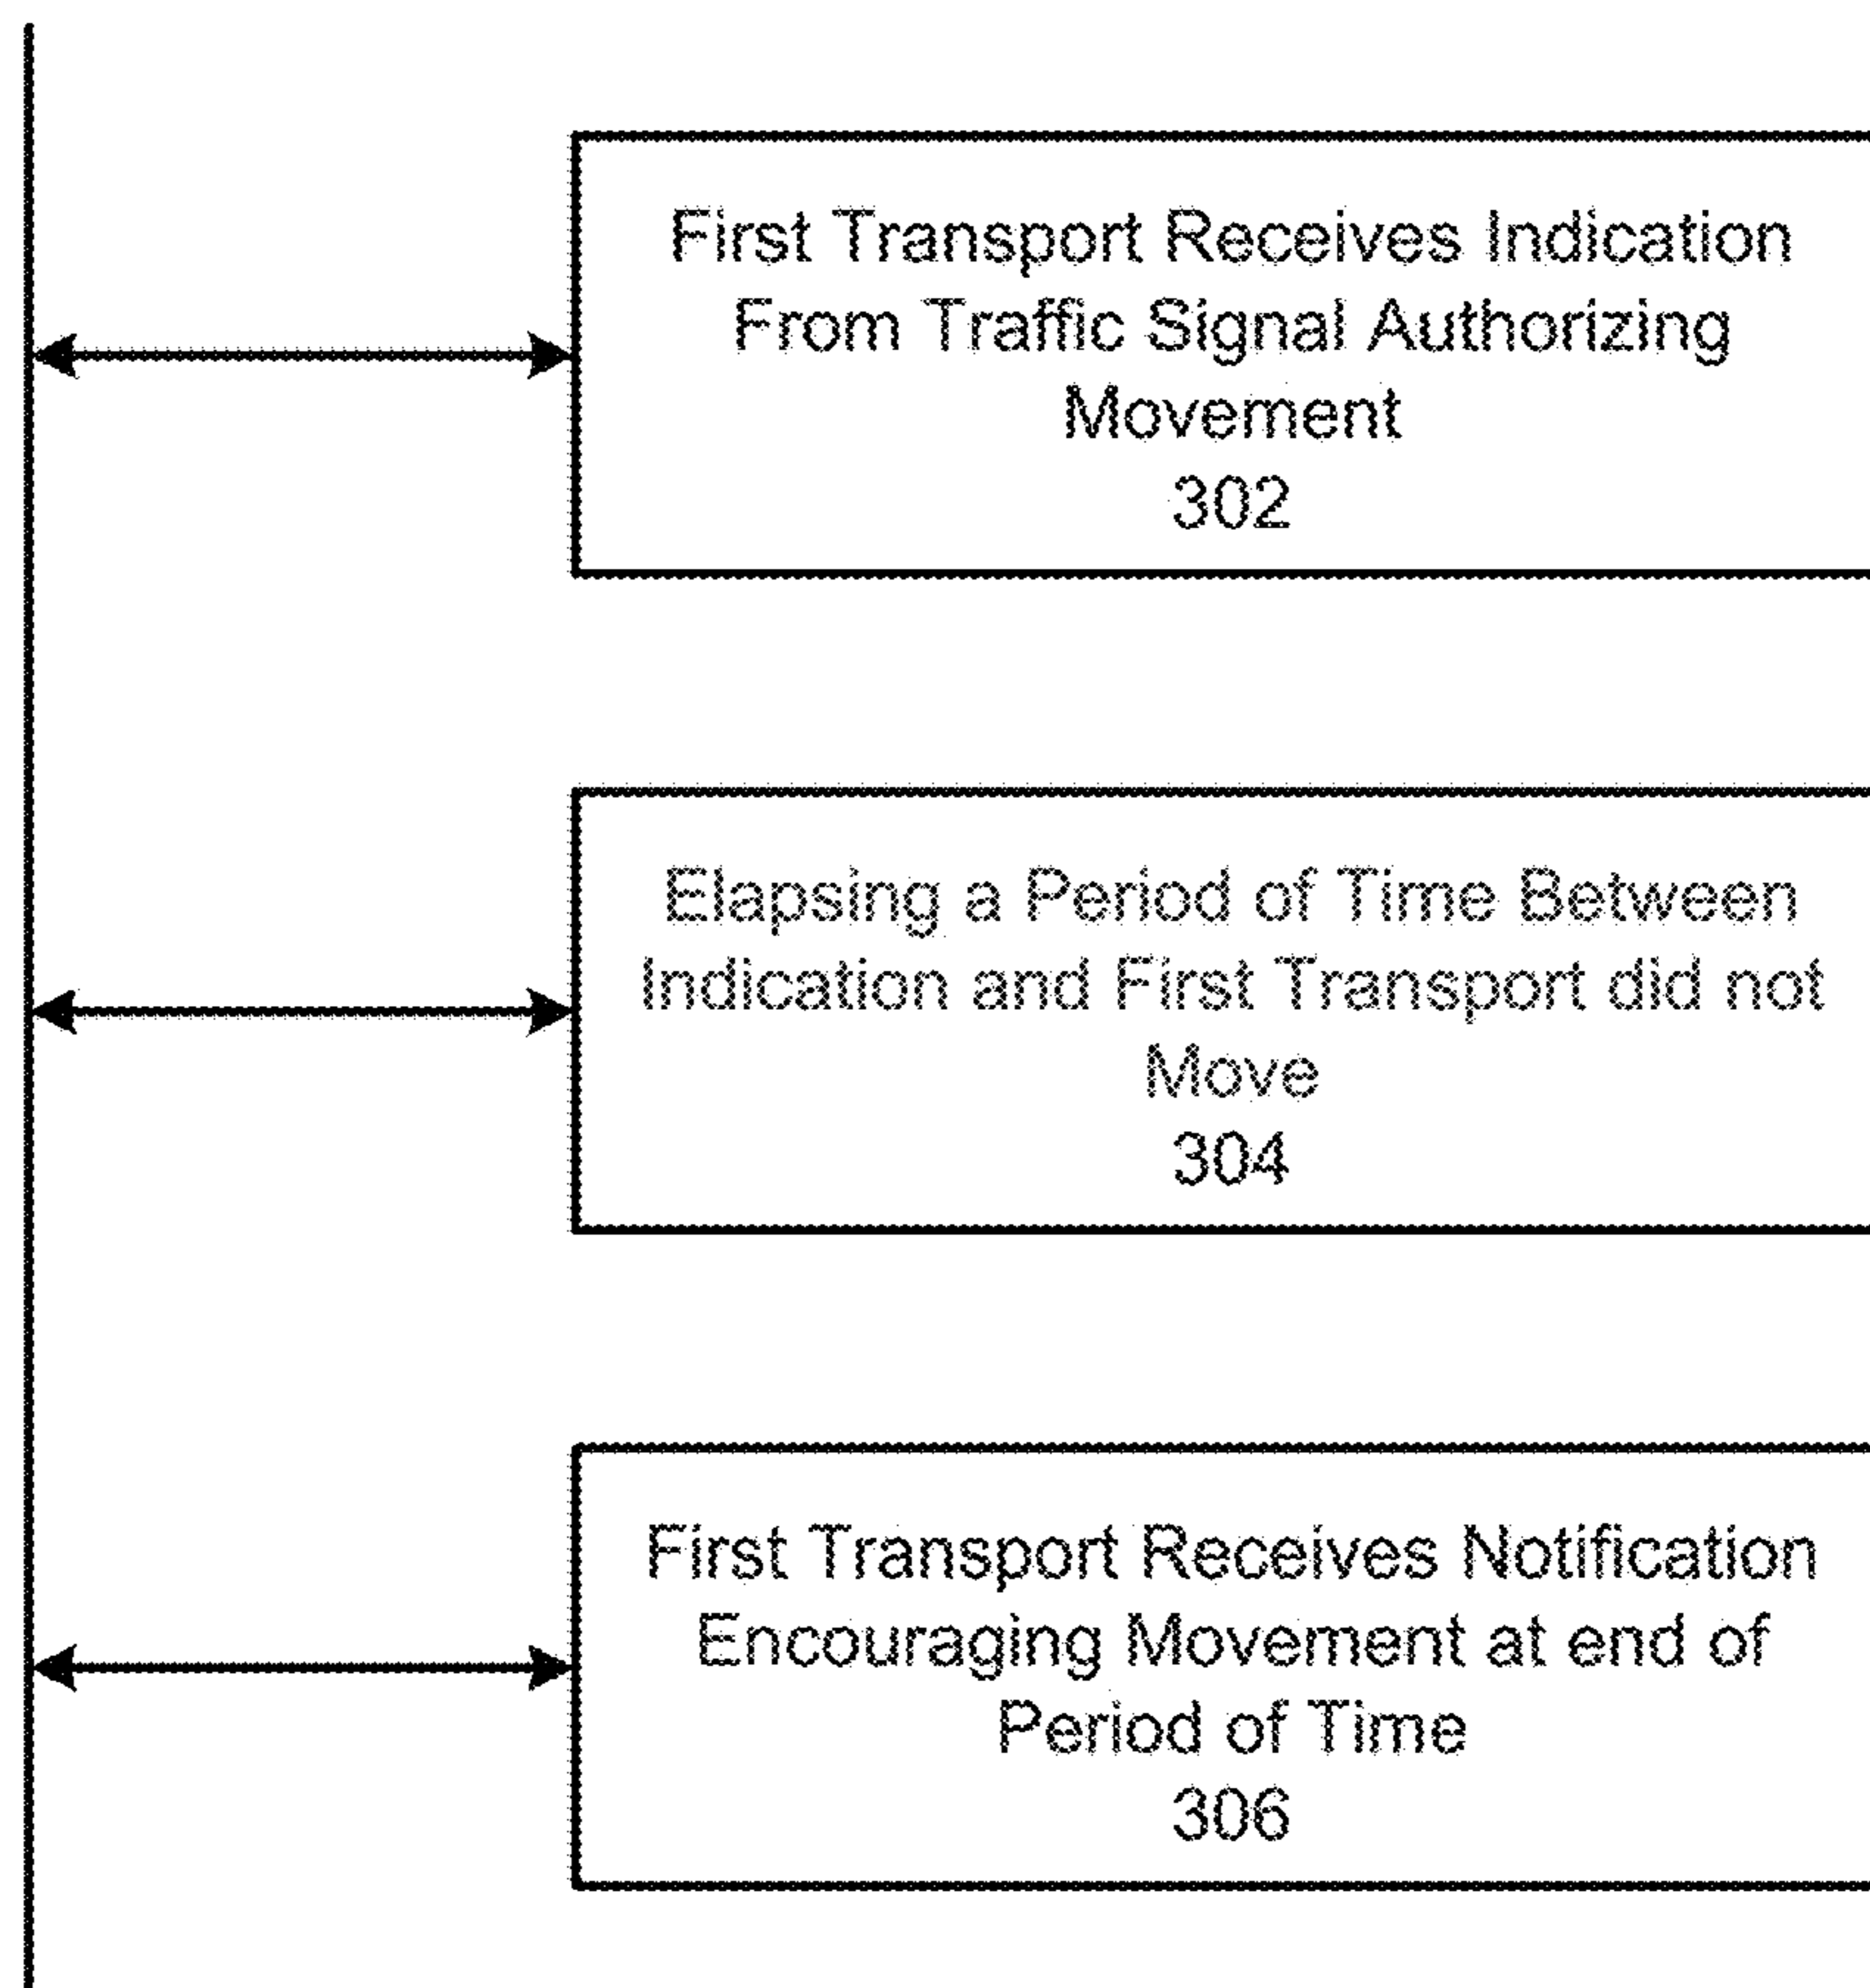 First Transport Receives Indication
From Traffic Signal Authorizing
Movement
302
Elapsing a Period of Time Between
Indication and First Transport did not
Move
304
First Transport Receives Notification
Encouraging Movement at end of
Period of Time
306